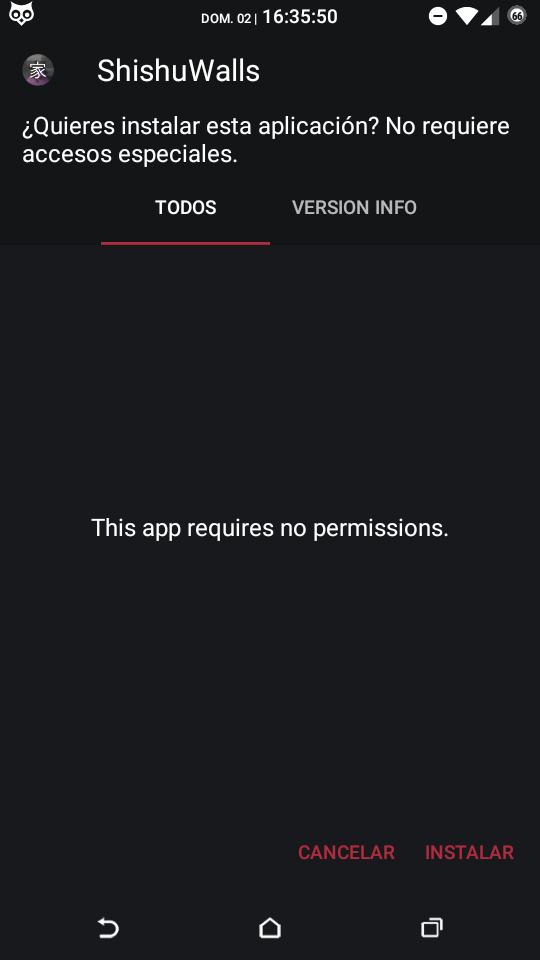 DOM. 02 | 16:35:50
66
家
ShishuWalls
¿Quieres instalar esta aplicación? No requiere
accesos especiales.
TODOS
VERSION INFO
This app requires no permissions.
CANCELAR
INSTALAR